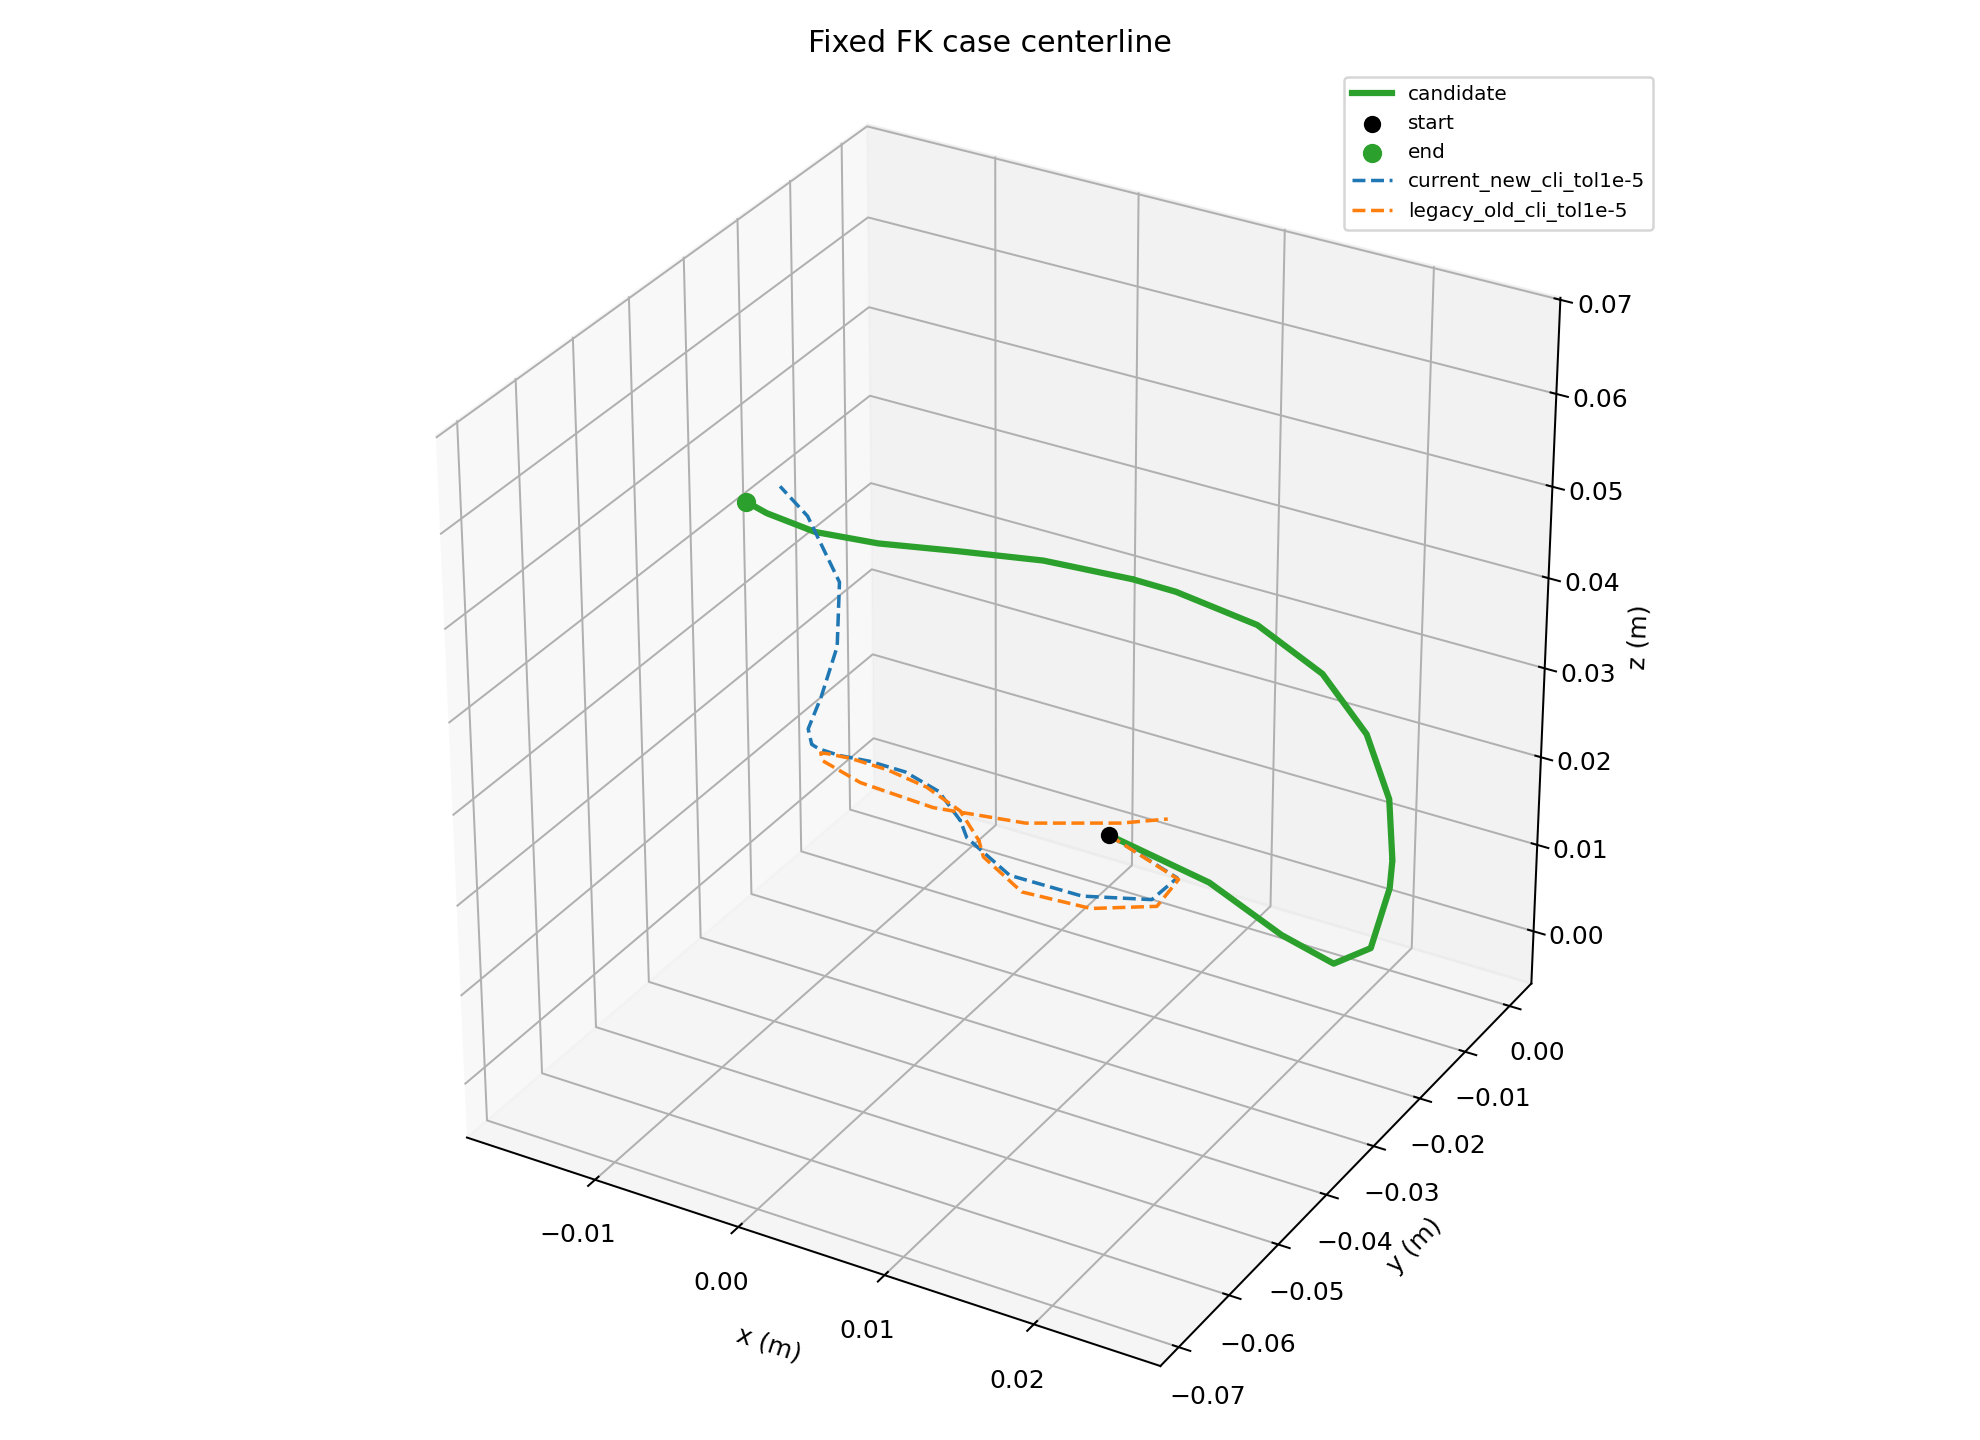 Fixed FK case centerline
candidate
start
end
current_new_cli_tol1e-5
legacy_old_cli_tol1e-5
0.07
0.06
0.05
0.04
0.03
0.02
0.01
0.00
z (m)
0.00
−0.01
−0.02
−0.03
−0.04
−0.05
−0.06
−0.07
y (m)
−0.01
0.00
0.01
0.02
x (m)